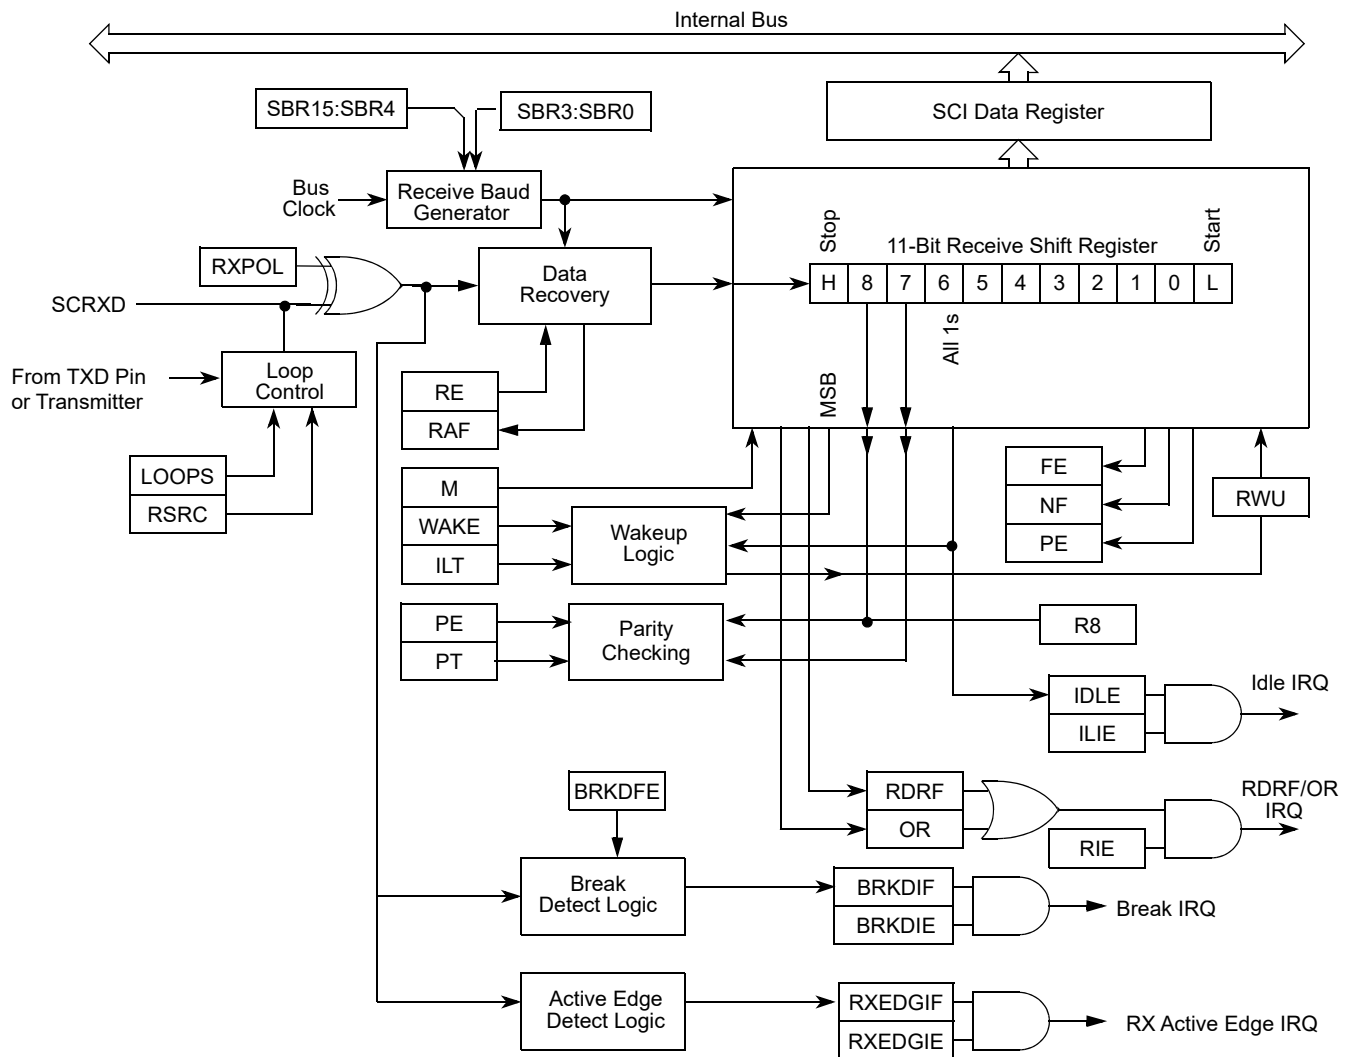 Internal Bus
SBR15:SBR4
SBR3:SBR0
SCI Data Register
Bus
Clock
Receive Baud
Generator
RXPOL
SCRXD
Data
Recovery
Stop
11-Bit Receive Shift Register
Start
H 8 7 6 5 4 3 2 1 0 L
All 1s
MSB
From TXD Pin
or Transmitter
Loop
Control
RE
RAF
LOOPS
RSRC
M
WAKE
ILT
Wakeup
Logic
FE
NF
PE
RWU
PE
PT
Parity
Checking
R8
IDLE
ILIE
Idle IRQ
BRKDFE
RDRF
OR
RIE
RDRF/OR
IRQ
Break
Detect Logic
BRKDIF
BRKDIE
Break IRQ
Active Edge
Detect Logic
RXEDGIF
RXEDGIE
RX Active Edge IRQ